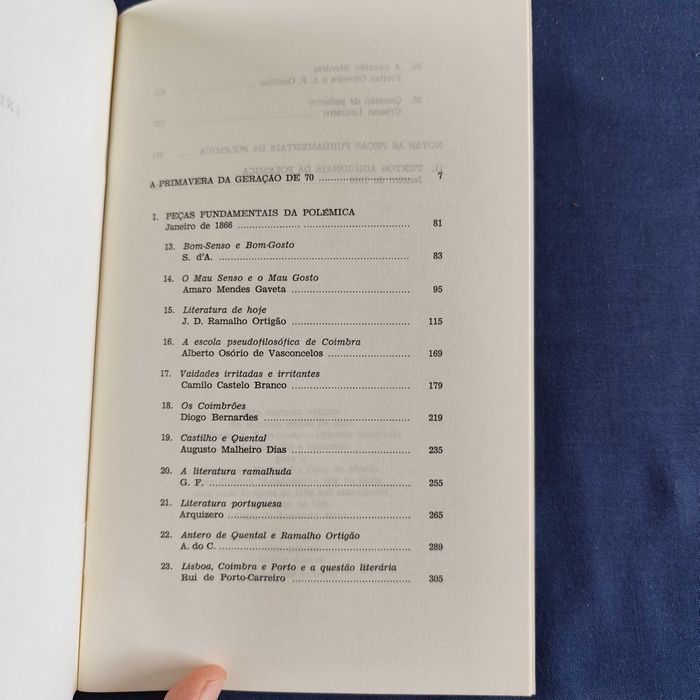 A PRIMAVERA DA GERAÇÃO DE 70 .................... 7
I. PEÇAS FUNDAMENTAIS DA POLÉMICA
Janeiro de 1866 .................... 81
13. Bom-Senso e Bom-Gosto
S. d'A. .................... 83
14. O Mau Senso e o Mau Gosto
Amaro Mendes Gaveta .................... 95
15. Literatura de hoje
J. D. Ramalho Ortigão .................... 115
16. A escola pseudofilosófica de Coimbra
Alberto Osório de Vasconcelos .................... 169
17. Vaidades irritadas e irritantes
Camilo Castelo Branco .................... 179
18. Os Coimbrões
Diogo Bernardes .................... 219
19. Castilho e Quental
Augusto Malheiro Dias .................... 235
20. A literatura ramalhuda
G. F. .................... 255
21. Literatura portuguesa
Arquizero .................... 265
22. Antero de Quental e Ramalho Ortigão
A. do C. .................... 289
23. Lisboa, Coimbra e Porto e a questão literária
Rui de Porto-Carreiro .................... 305